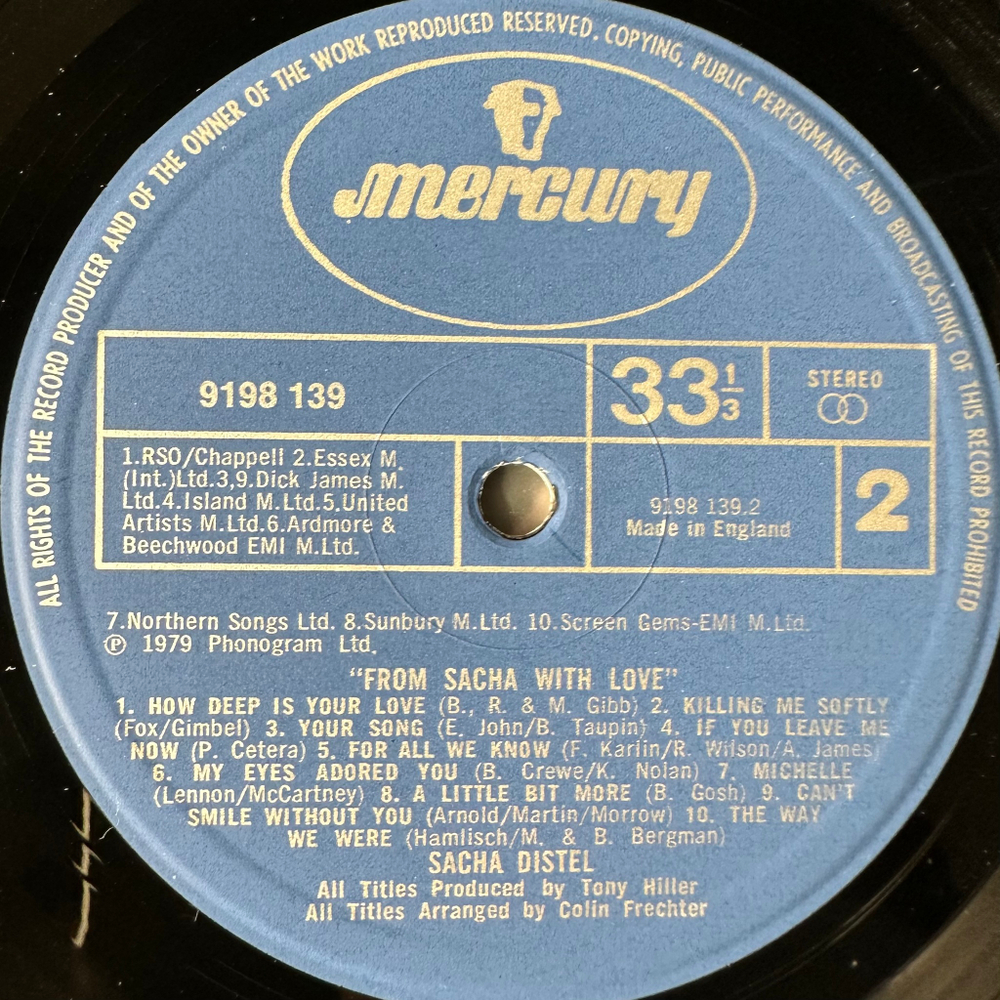 ALL RIGHTS OF THE RECORD PRODUCER AND OF THE OWNER OF THE WORK REPRODUCED RESERVED. COPYING, PUBLIC PERFORMANCE AND BROADCASTING OF THIS RECORD PROHIBITED
mercury
9198 139
33 1/3
STEREO
1.RSO/Chappell 2.Essex M.
(Int.)Ltd.3,9.Dick James M.
Ltd.4.Island M.Ltd.5.United
Artists M.Ltd.6.Ardmore &
Beechwood EMI M.Ltd.
9198 139.2
Made in England
2
7.Northern Songs Ltd. 8.Sunbury M.Ltd. 10.Screen Gems-EMI M.Ltd.
℗ 1979 Phonogram Ltd.
"FROM SACHA WITH LOVE"
1. HOW DEEP IS YOUR LOVE (B., R. & M. Gibb) 2. KILLING ME SOFTLY
(Fox/Gimbel) 3. YOUR SONG (E. John/B. Taupin) 4. IF YOU LEAVE ME
NOW (P. Cetera) 5. FOR ALL WE KNOW (F. Karlin/R. Wilson/A. James)
6. MY EYES ADORED YOU (B. Crewe/K. Nolan) 7. MICHELLE
(Lennon/McCartney) 8. A LITTLE BIT MORE (B. Gosh) 9. CAN'T
SMILE WITHOUT YOU (Arnold/Martin/Morrow) 10. THE WAY
WE WERE (Hamlisch/M. & B. Bergman)
SACHA DISTEL
All Titles Produced by Tony Hiller
All Titles Arranged by Colin Frechter